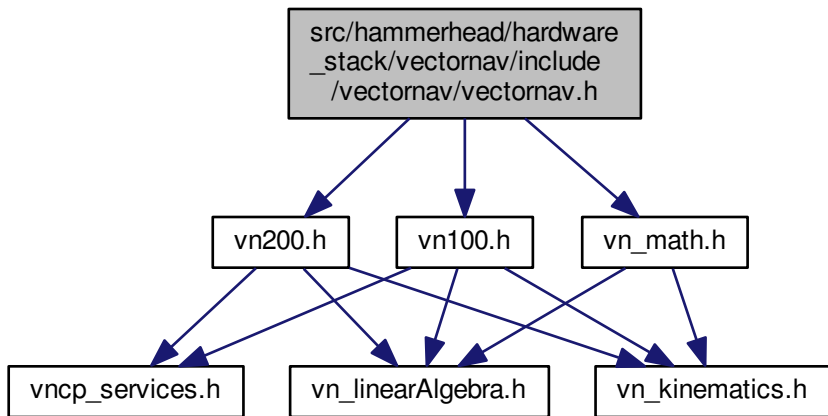 src/hammerhead/hardware
_stack/vectornav/include
/vectornav/vectornav.h
vn200.h
vn100.h
vn_math.h
vncp_services.h
vn_linearAlgebra.h
vn_kinematics.h